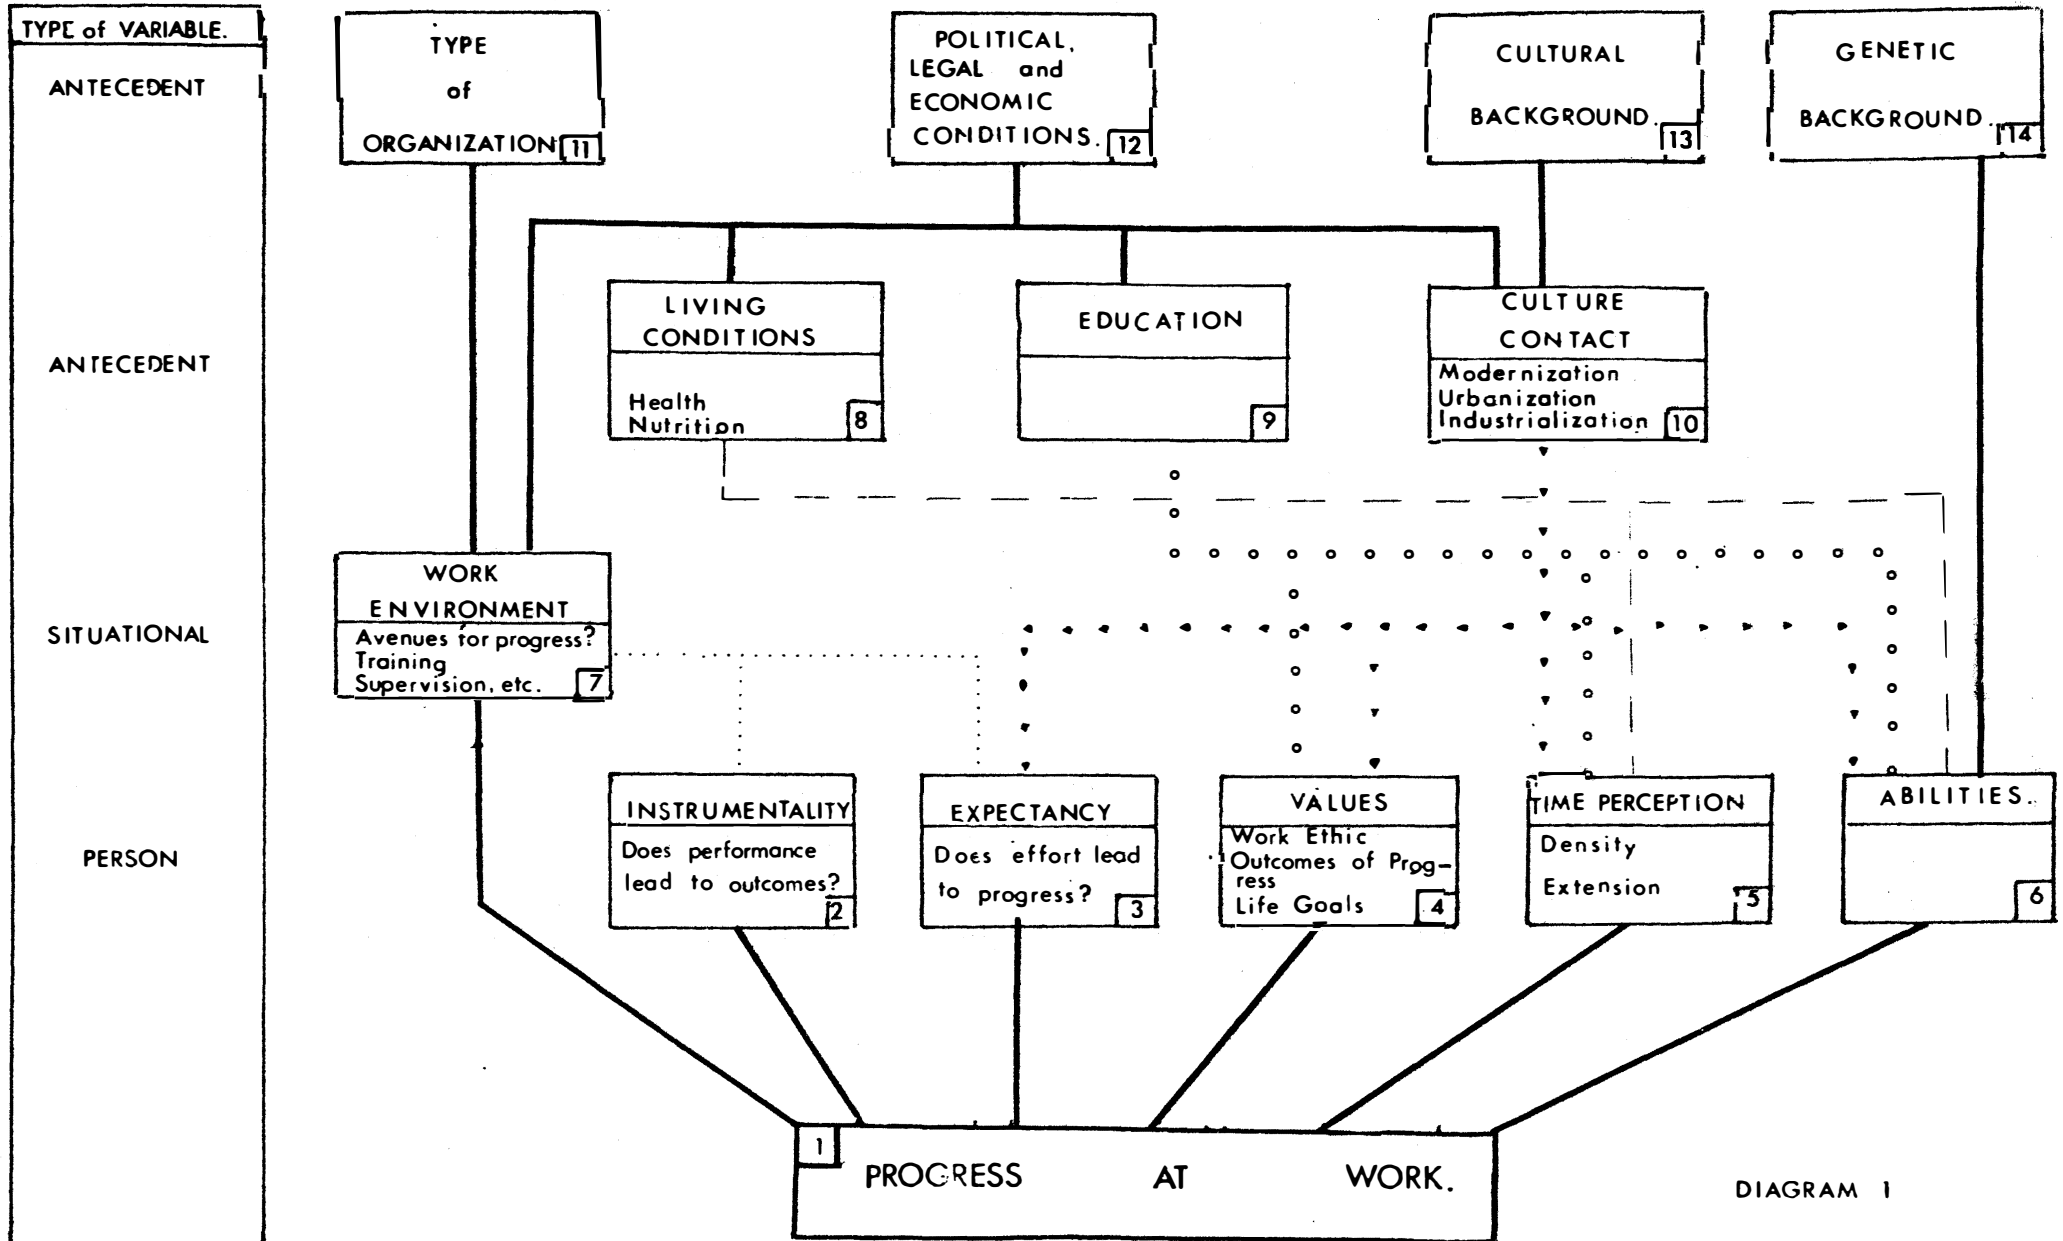 TYPE of VARIABLE.
ANTECEDENT
ANTECEDENT
SITUATIONAL
PERSON
TYPE
of
ORGANIZATION
11
POLITICAL,
LEGAL and
ECONOMIC
CONDITIONS.
12
CULTURAL
BACKGROUND.
13
GENETIC
BACKGROUND.
14
LIVING
CONDITIONS
Health
Nutrition
8
EDUCATION
9
CULTURE
CONTACT
Modernization
Urbanization
Industrialization
10
WORK
ENVIRONMENT
Avenues for progress?
Training
Supervision, etc.
7
INSTRUMENTALITY
Does performance
lead to outcomes?
2
EXPECTANCY
Does effort lead
to progress?
3
VALUES
Work Ethic
Outcomes of Prog-
ress
Life Goals
4
TIME PERCEPTION
Density
Extension
5
ABILITIES.
6
1
PROGRESS AT WORK.
DIAGRAM 1